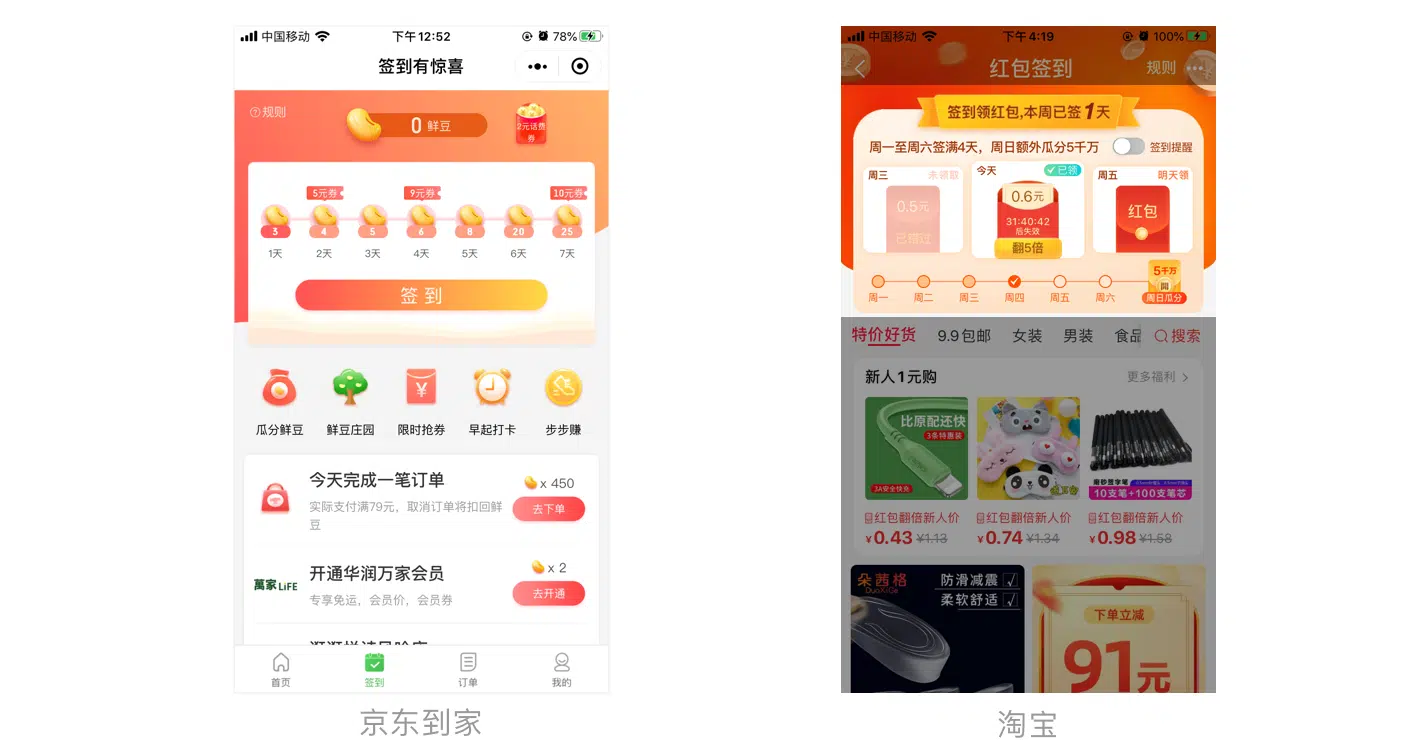 中国移动
下午12:52
78%
签到有惊喜
规则
0 鲜豆
2元话费
券
5元券
9元券
10元券
3
4
5
6
8
20
25
1天
2天
3天
4天
5天
6天
7天
签到
瓜分鲜豆
鲜豆庄园
限时抢券
早起打卡
步步赚
今天完成一笔订单
x 450
实际支付满79元，取消订单将扣回鲜
豆
去下单
萬家LiFE
开通华润万家会员
x 2
专享免运，会员价，会员券
去开通
首页
签到
订单
我的
京东到家
中国移动
下午4:19
100%
红包签到
规则
签到领红包,本周已签1天
周一至周六签满4天，周日额外瓜分5千万
签到提醒
周三
未领取
0.5元
已错过
今天
已领
0.6元
31:40:42
后失效
翻5倍
周五
明天领
红包
5千万
開
周一
周二
周三
周四
周五
周六
周日瓜分
特价好货
9.9包邮
女装
男装
食品
搜索
新人1元购
更多福利
比原配还快
3条特惠装
3A安全快充
10支笔+100支笔芯
红包翻倍新人价
¥0.43 ¥1.13
红包翻倍新人价
¥0.74 ¥1.34
红包翻倍新人价
¥0.98 ¥1.58
朵茜格
DuoXiGe
防滑减震
柔软舒适
下单立减
91元
淘宝